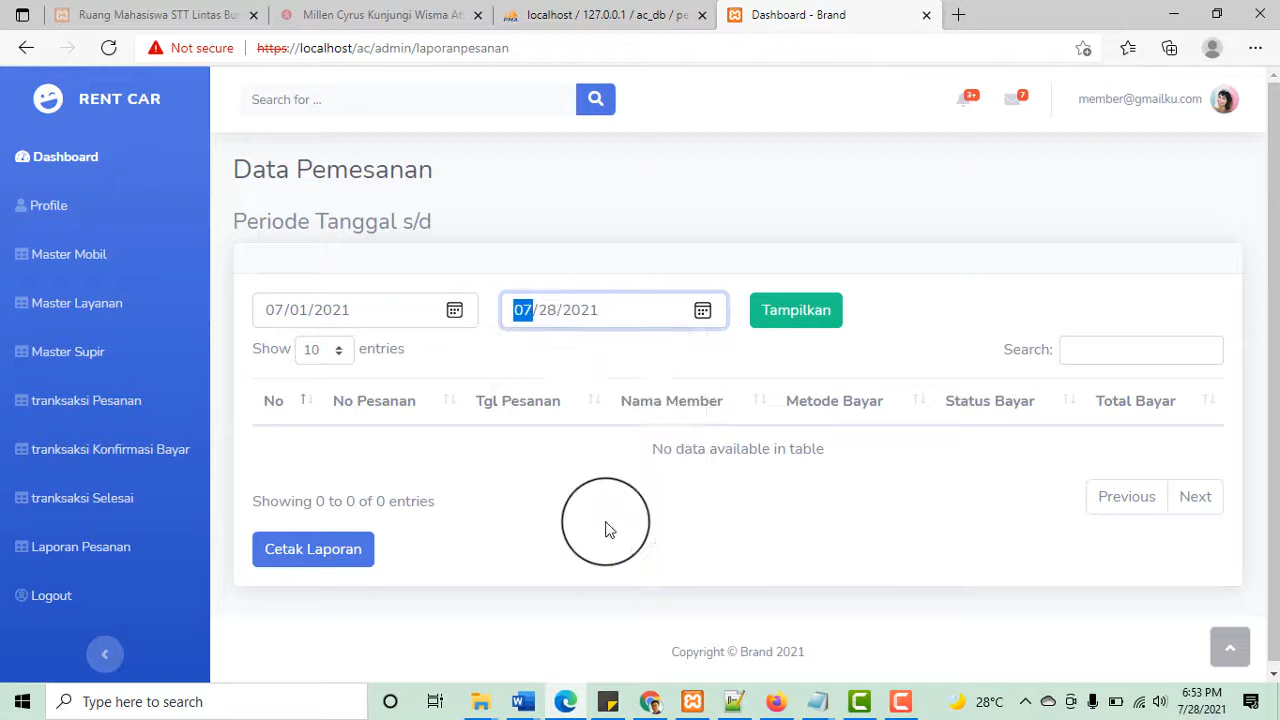 Ruang Mahasiswa STT Lintas Bu
Millen Cyrus Kunjungi Wisma At
PMA
localhost / 127.0.0.1 / ac_db / pe
Dashboard - Brand
Not secure
https://localhost/ac/admin/laporanpesanan
RENT CAR
Search for ...
3+
7
member@gmailku.com
Dashboard
Profile
Master Mobil
Master Layanan
Master Supir
tranksaksi Pesanan
tranksaksi Konfirmasi Bayar
tranksaksi Selesai
Laporan Pesanan
Logout
Data Pemesanan
Periode Tanggal s/d
07/01/2021
07/28/2021
Tampilkan
Show 10 entries
Search:
No No Pesanan Tgl Pesanan Nama Member Metode Bayar Status Bayar Total Bayar
No data available in table
Showing 0 to 0 of 0 entries
Previous Next
Cetak Laporan
Copyright © Brand 2021
Type here to search
28°C
6:53 PM
7/28/2021